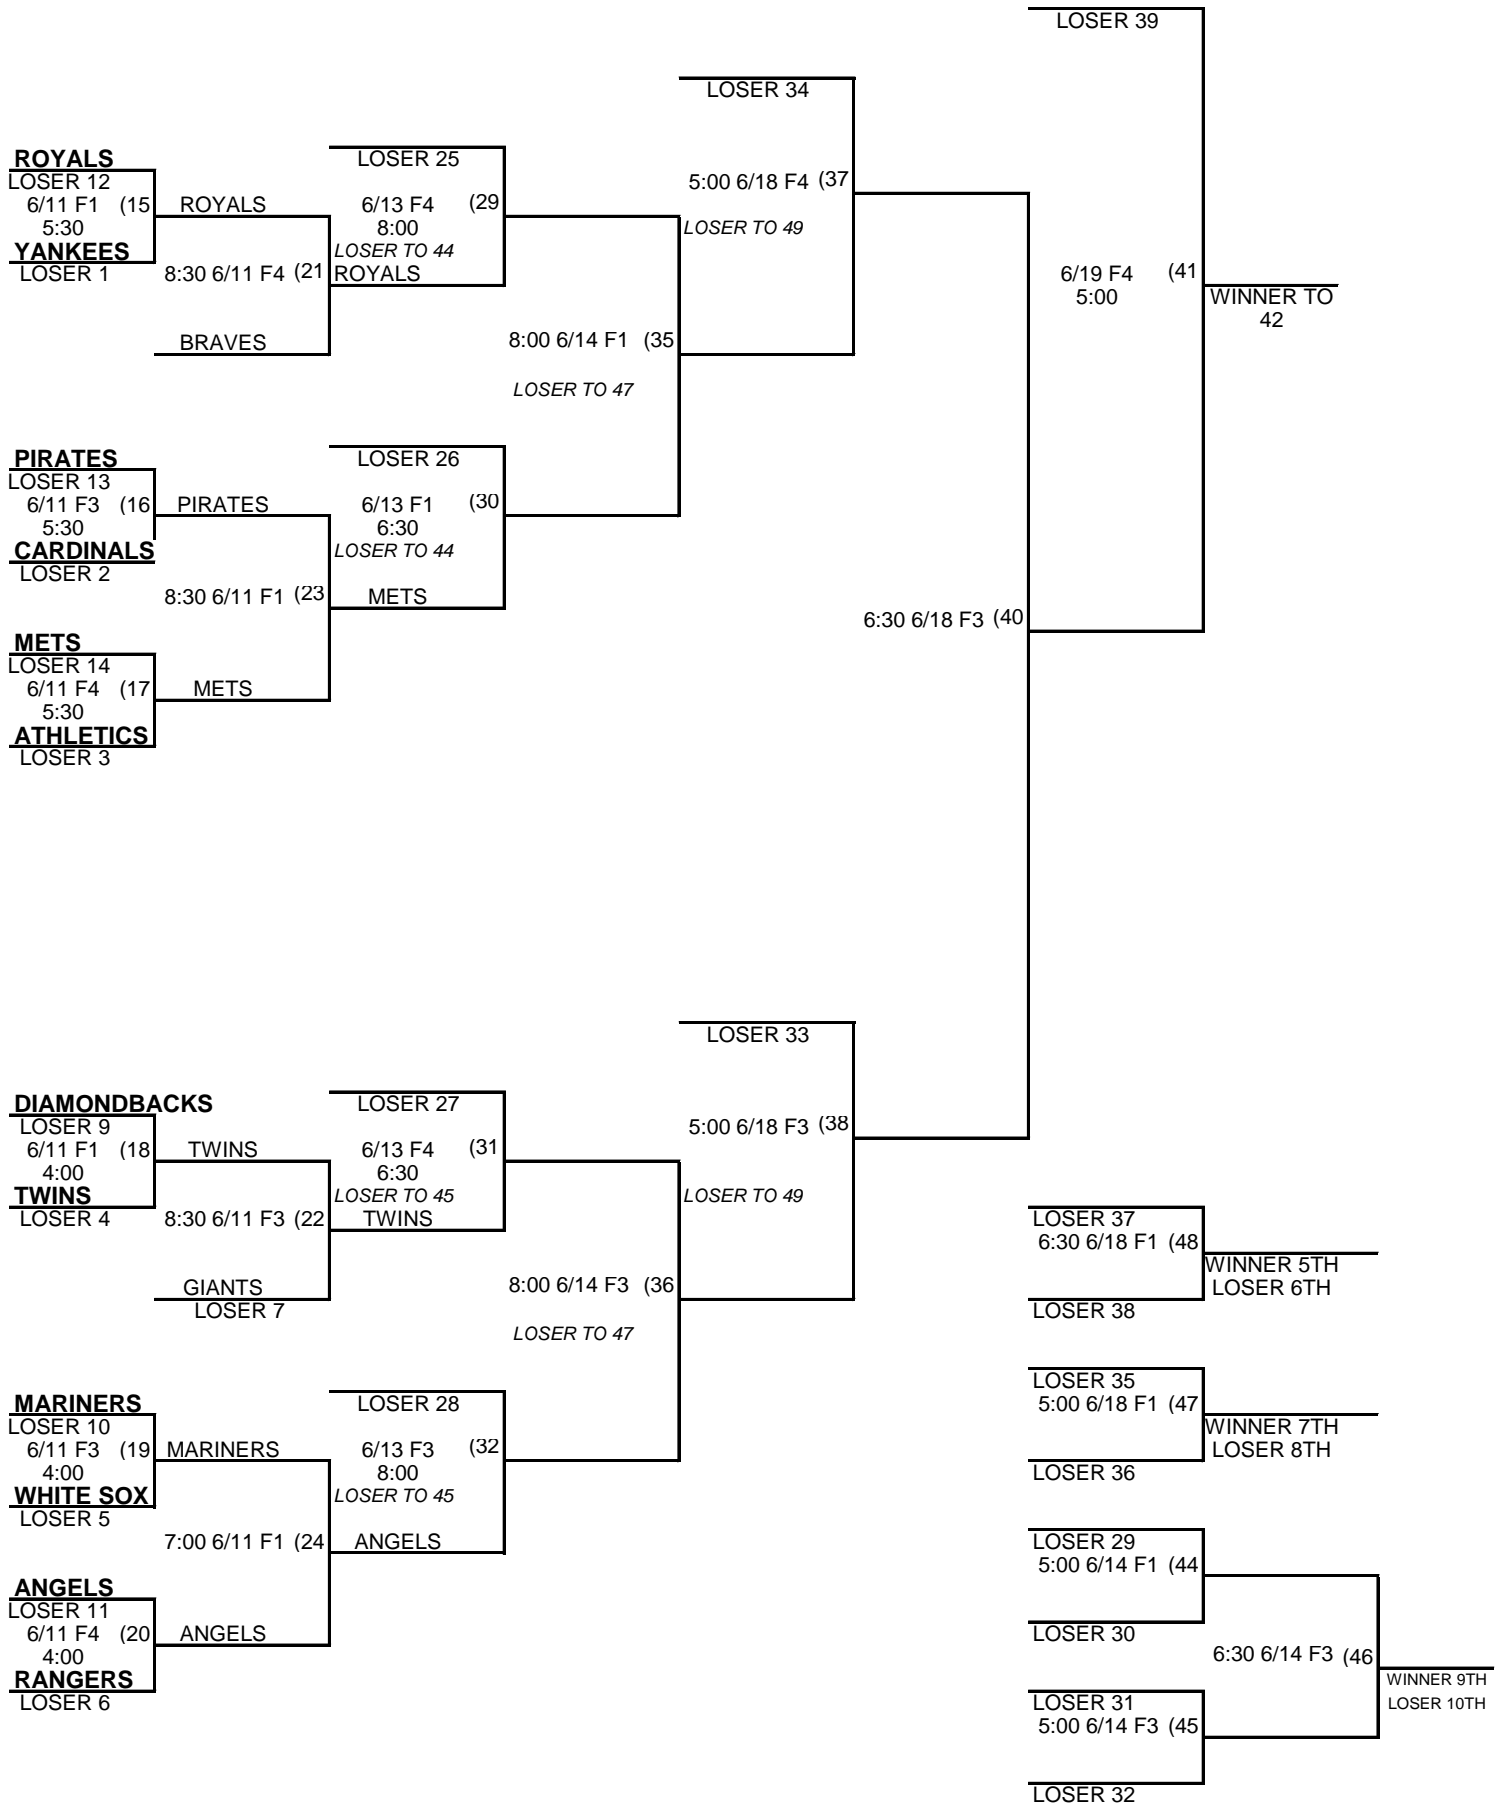 LOSER 39
LOSER 34
ROYALS
LOSER 12
6/11 F1 (15
5:30
YANKEES
LOSER 1
ROYALS
8:30 6/11 F4 (21
BRAVES
LOSER 25
6/13 F4 (29
8:00
LOSER TO 44
ROYALS
5:00 6/18 F4 (37
LOSER TO 49
6/19 F4 (41
5:00
WINNER TO
42
8:00 6/14 F1 (35
LOSER TO 47
PIRATES
LOSER 13
6/11 F3 (16
5:30
CARDINALS
LOSER 2
PIRATES
8:30 6/11 F1 (23
LOSER 26
6/13 F1 (30
6:30
LOSER TO 44
METS
6:30 6/18 F3 (40
METS
LOSER 14
6/11 F4 (17
5:30
ATHLETICS
LOSER 3
METS
LOSER 33
DIAMONDBACKS
LOSER 9
6/11 F1 (18
4:00
TWINS
LOSER 4
TWINS
8:30 6/11 F3 (22
GIANTS
LOSER 7
LOSER 27
6/13 F4 (31
6:30
LOSER TO 45
TWINS
5:00 6/18 F3 (38
LOSER TO 49
8:00 6/14 F3 (36
LOSER TO 47
LOSER 37
6:30 6/18 F1 (48
LOSER 38
WINNER 5TH
LOSER 6TH
MARINERS
LOSER 10
6/11 F3 (19
4:00
WHITE SOX
LOSER 5
MARINERS
7:00 6/11 F1 (24
LOSER 28
6/13 F3 (32
8:00
LOSER TO 45
ANGELS
LOSER 35
5:00 6/18 F1 (47
LOSER 36
WINNER 7TH
LOSER 8TH
ANGELS
LOSER 11
6/11 F4 (20
4:00
RANGERS
LOSER 6
ANGELS
LOSER 29
5:00 6/14 F1 (44
LOSER 30
6:30 6/14 F3 (46
WINNER 9TH
LOSER 10TH
LOSER 31
5:00 6/14 F3 (45
LOSER 32